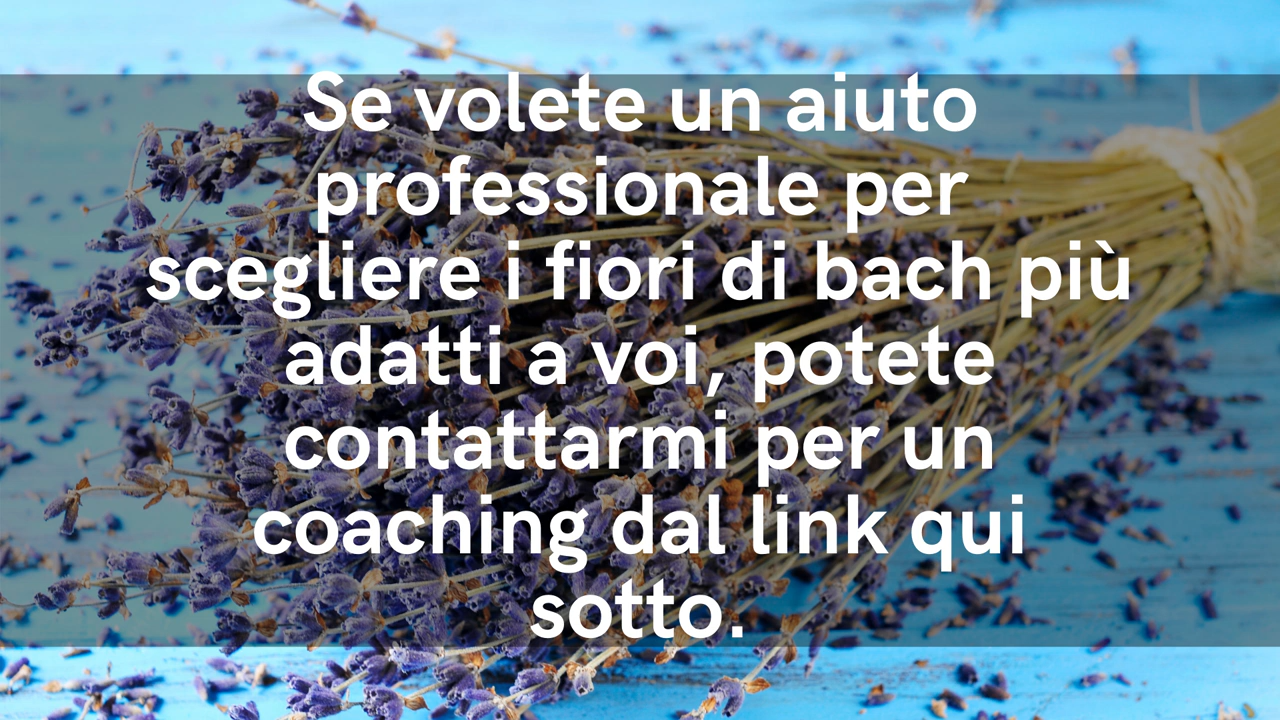 Se volete un aiuto
professionale per
scegliere i fiori di bach più
adatti a voi, potete
contattarmi per un
coaching dal link qui
sotto.